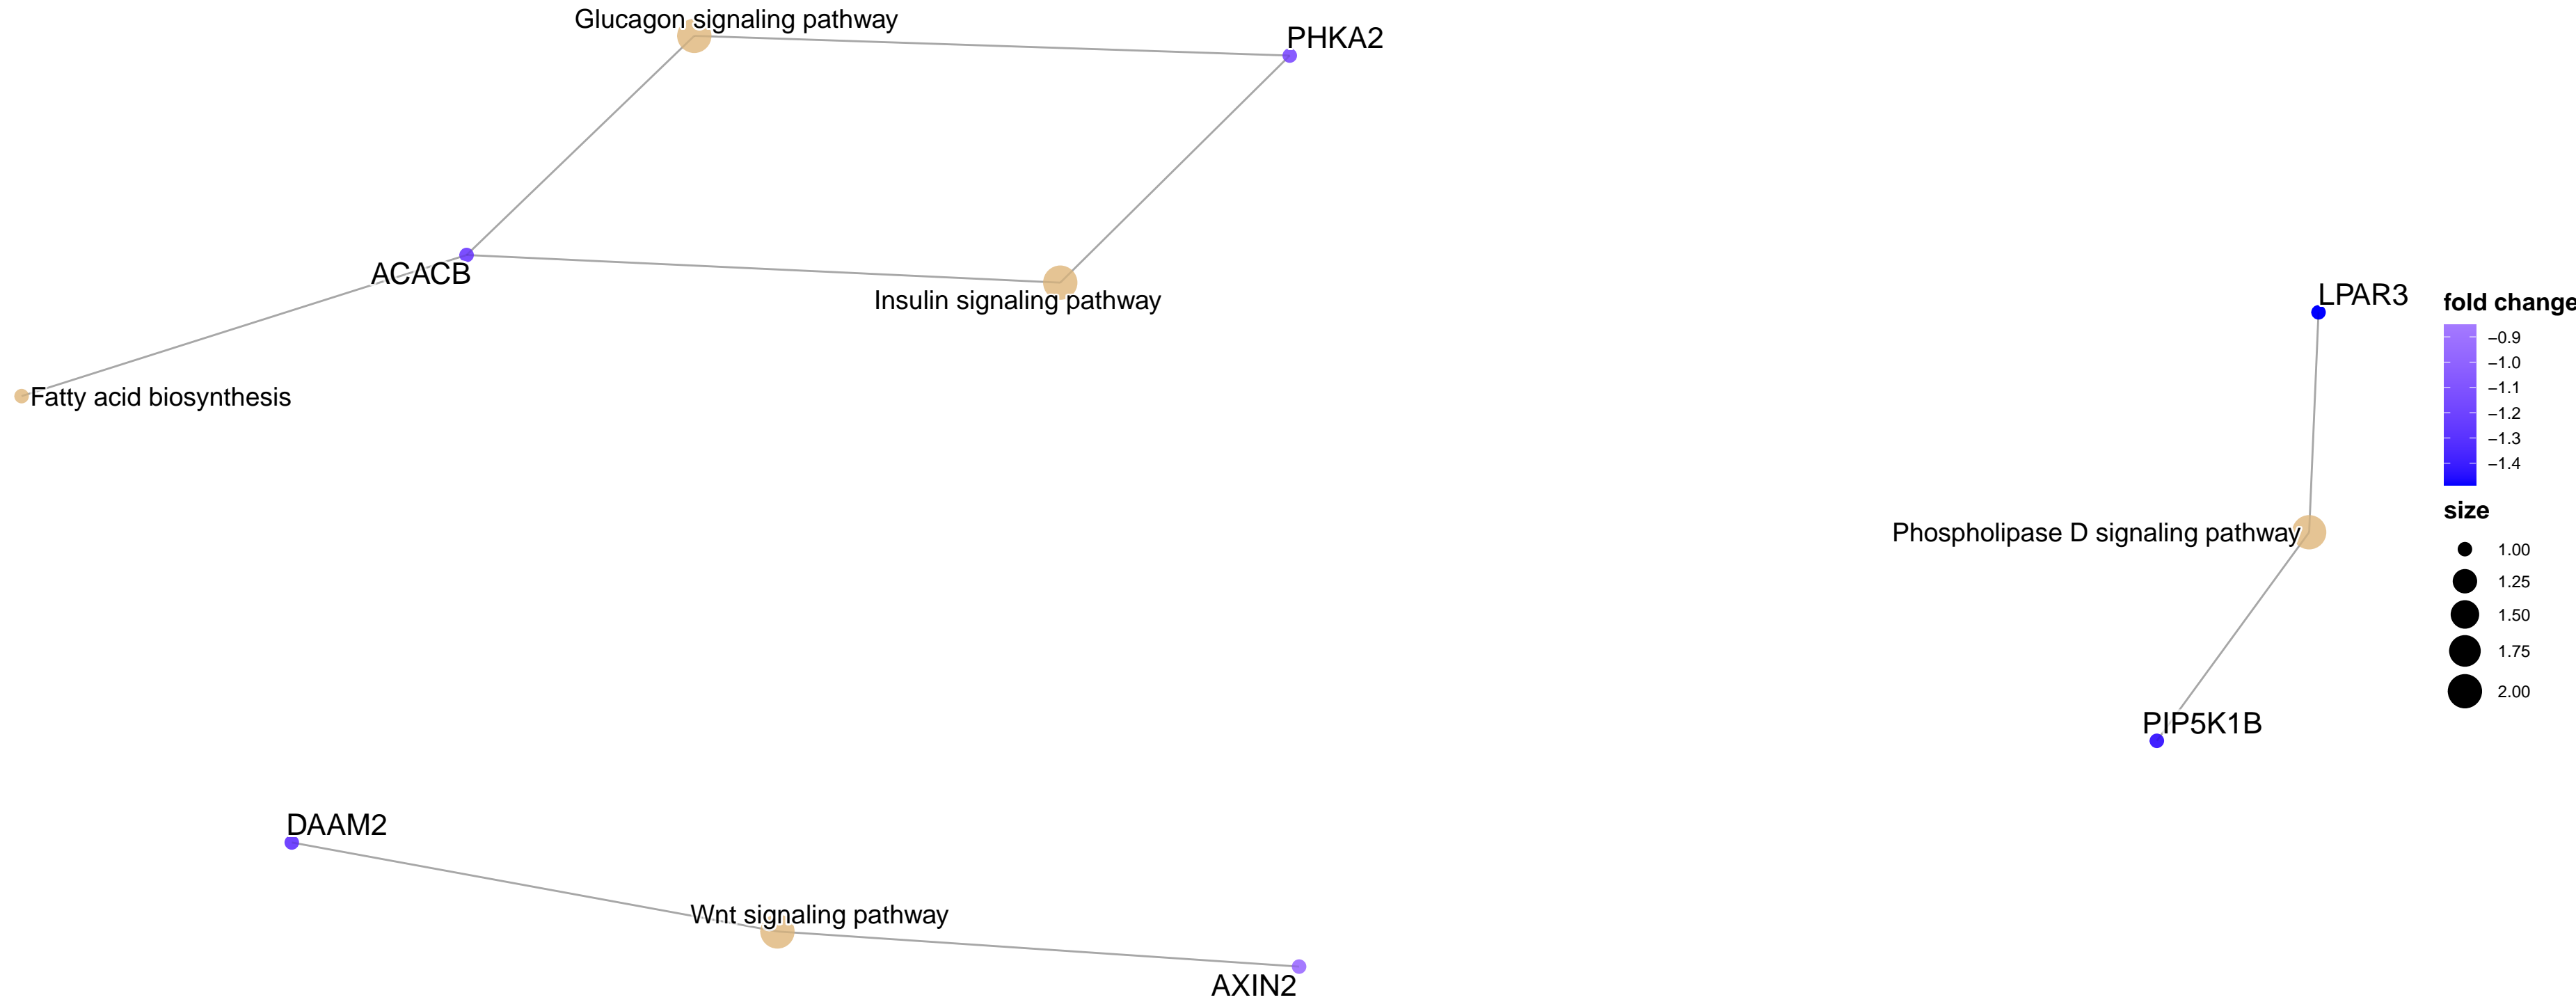 Glucagon signaling pathway
PHKA2
ACACB
Insulin signaling pathway
Fatty acid biosynthesis
LPAR3
Phospholipase D signaling pathway
PIP5K1B
DAAM2
Wnt signaling pathway
AXIN2
fold change
−0.9
−1.0
−1.1
−1.2
−1.3
−1.4
size
1.00
1.25
1.50
1.75
2.00